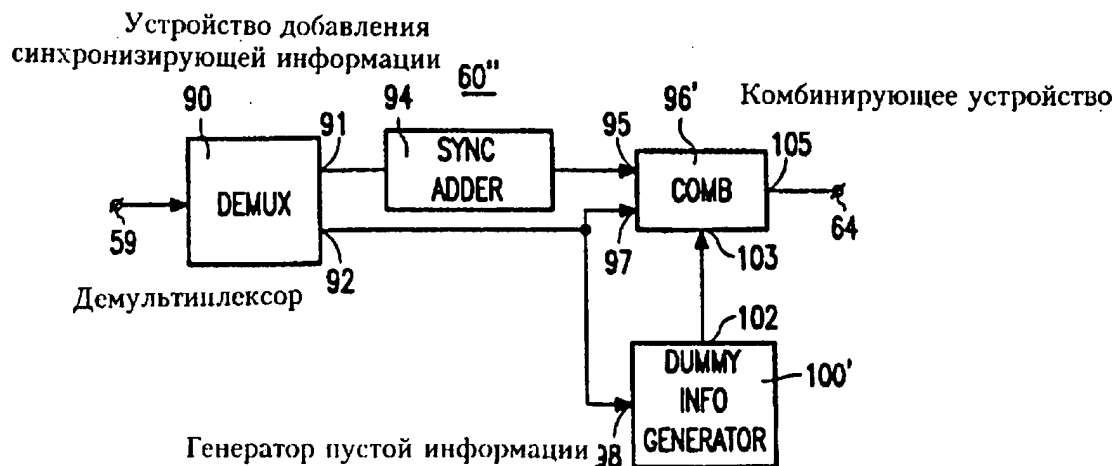 Устройство добавления
синхронизирующей информации
60"
90
91
94
SYNC
ADDER
95
96'
Комбинирующее устройство
105
DEMUX
COMB
59
92
97
103
64
Демультиплексор
102
DUMMY
INFO
GENERATOR
100'
Генератор пустой информации
98